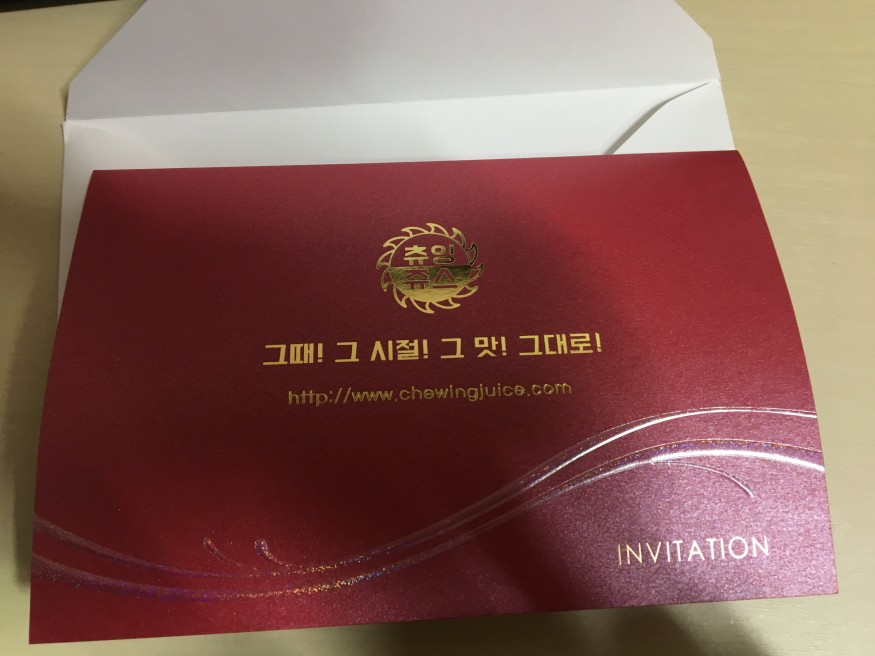 츄잉
쥬스
그때! 그 시절! 그 맛! 그대로!
http://www.chewingjuice.com
INVITATION